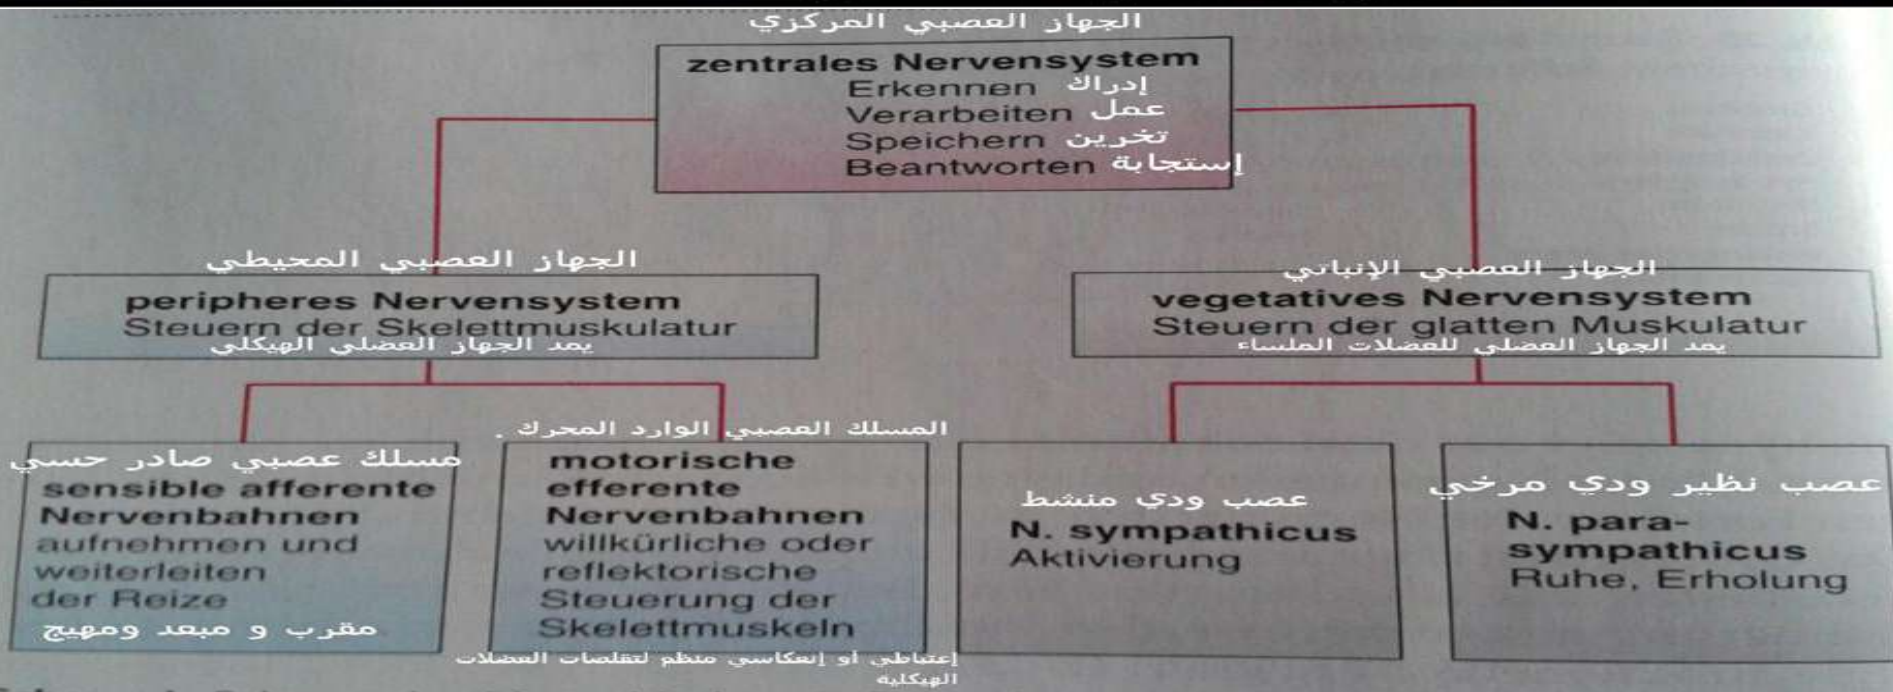 الجهاز العصبي المركزي
zentrales Nervensystem
Erkennen إدراك
Verarbeiten عمل
Speichern تخزين
Beantworten إستجابة
الجهاز العصبي المحيطي
peripheres Nervensystem
Steuern der Skelettmuskulatur
يمد الجهاز العضلي الهيكلي
الجهاز العصبي الإنباتي
vegetatives Nervensystem
Steuern der glatten Muskulatur
يمد الجهاز العضلي للعضلات الملساء
مسلك عصبي صادر حسي
sensible afferente
Nervenbahnen
aufnehmen und
weiterleiten
der Reize
مقرب و مبعد ومهيج
المسلك العصبي الوارد المحرك .
motorische
efferente
Nervenbahnen
willkürliche oder
reflektorische
Steuerung der
Skelettmuskeln
إعتباطي أو إنعكاسي منظم لتقلصات العضلات
الهيكلية
عصب ودي منشط
N. sympathicus
Aktivierung
عصب نظير ودي مرخي
N. para-
sympathicus
Ruhe, Erholung